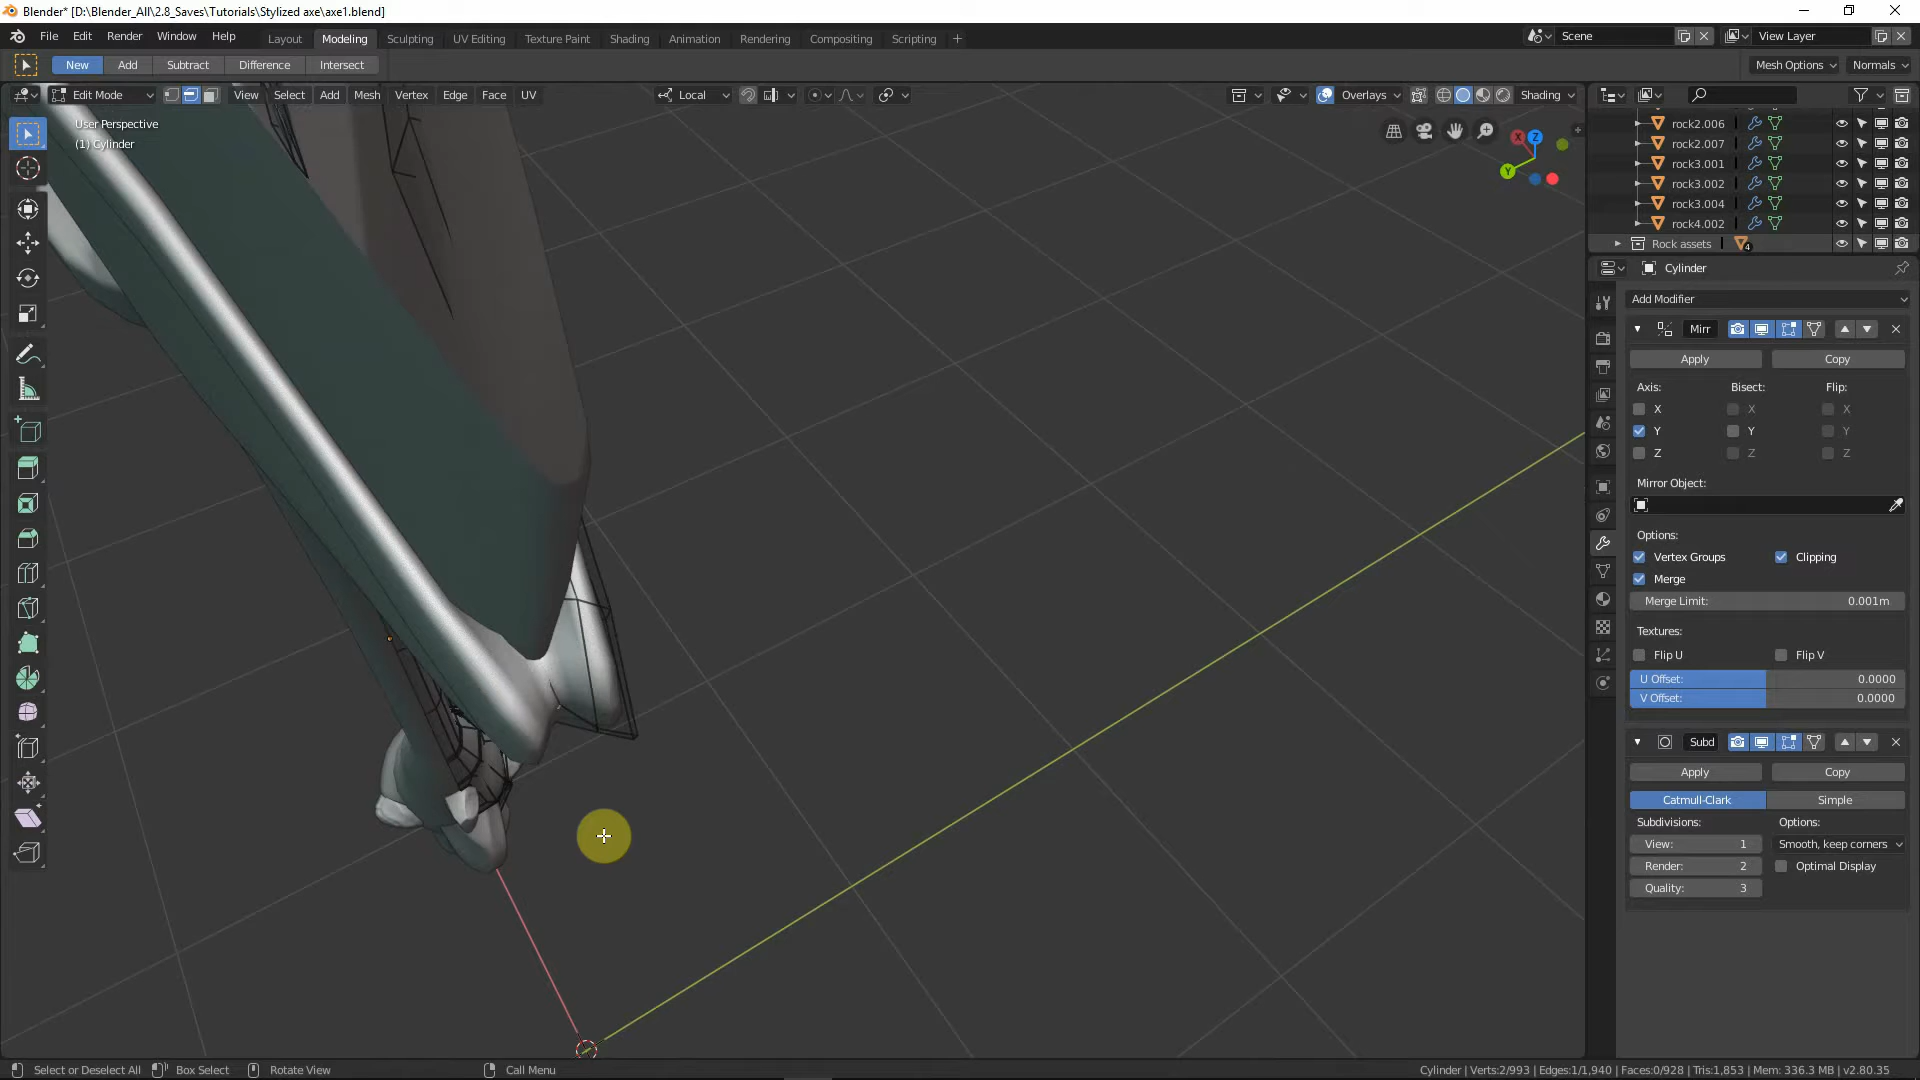 Blender* [D:\Blender_All\2.8_Saves\Tutorials\Stylized axe\axe1.blend]
File Edit Render Window Help Layout Modeling Sculpting UV Editing Texture Paint Shading Animation Rendering Compositing Scripting + Scene View Layer
New Add Subtract Difference Intersect Mesh Options Normals
Edit Mode View Select Add Mesh Vertex Edge Face UV Local Overlays Shading
User Perspective
(1) Cylinder
X Z
Y
rock2.006
rock2.007
rock3.001
rock3.002
rock3.004
rock4.002
Rock assets 4
Cylinder
Add Modifier
Mirr
Apply Copy
Axis: Bisect: Flip:
X X X
Y Y Y
Z Z Z
Mirror Object:
Options:
Vertex Groups Clipping
Merge
Merge Limit: 0.001m
Textures:
Flip U Flip V
U Offset: 0.0000
V Offset: 0.0000
Subd
Apply Copy
Catmull-Clark Simple
Subdivisions: Options:
View: 1 Smooth, keep corners
Render: 2 Optimal Display
Quality: 3
Select or Deselect All Box Select Rotate View Call Menu Cylinder | Verts:2/993 | Edges:1/1,940 | Faces:0/928 | Tris:1,853 | Mem: 336.3 MB | v2.80.35